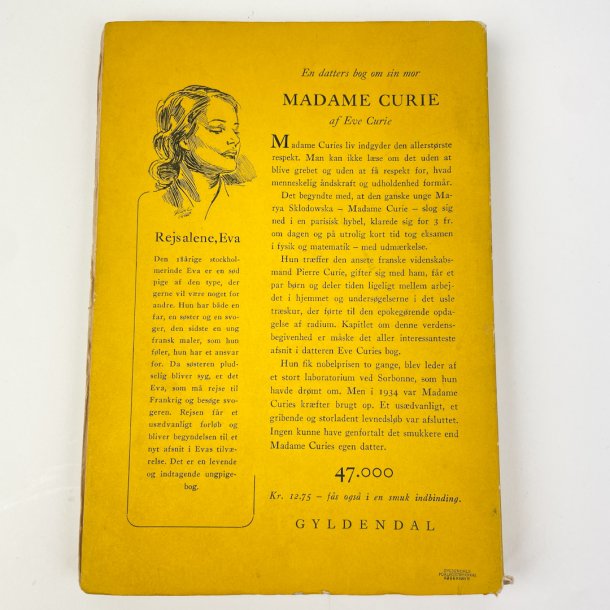 Rejs alene, Eva
Den 18årige stockhol-
merinde Eva er en sød
pige af den type, der
gerne vil være noget for
andre. Hun har både en
far, en søster og en svo-
ger, den sidste en ung
fransk maler, som hun
føler, hun har et ansvar
for. Da søsteren plud-
selig bliver syg, er det
Eva, som må rejse til
Frankrig og besøge svo-
geren. Rejsen får et
usædvanligt forløb og
bliver begyndelsen til et
nyt afsnit i Evas tilvæ-
relse. Det er en levende
og indtagende ungpige-
bog.
En datters bog om sin mor
MADAME CURIE
af Eve Curie
Madame Curies liv indgyder den allerstørste
respekt. Man kan ikke læse om det uden at
blive grebet og uden at få respekt for, hvad
menneskelig åndskraft og udholdenhed formår.
Det begyndte med, at den ganske unge Ma-
rya Sklodowska – Madame Curie – slog sig
ned i en parisisk hybel, klarede sig for 3 fr.
om dagen og på utrolig kort tid tog eksamen
i fysik og matematik – med udmærkelse.
Hun træffer den ansete franske videnskabs-
mand Pierre Curie, gifter sig med ham, får et
par børn og deler tiden ligeligt mellem arbej-
det i hjemmet og undersøgelserne i det usle
træskur, der førte til den epokegørende opda-
gelse af radium. Kapitlet om denne verdens-
begivenhed er måske det aller interessanteste
afsnit i datteren Eve Curies bog.
Hun fik nobelprisen to gange, blev leder af
et stort laboratorium ved Sorbonne, som hun
havde drømt om. Men i 1934 var Madame
Curies kræfter brugt op. Et usædvanligt, et
gribende og storladent levnedsløb var afsluttet.
Ingen kunne have genfortalt det smukkere end
Madame Curies egen datter.
47.000
Kr. 12.75 – fås også i en smuk indbinding.
GYLDENDAL